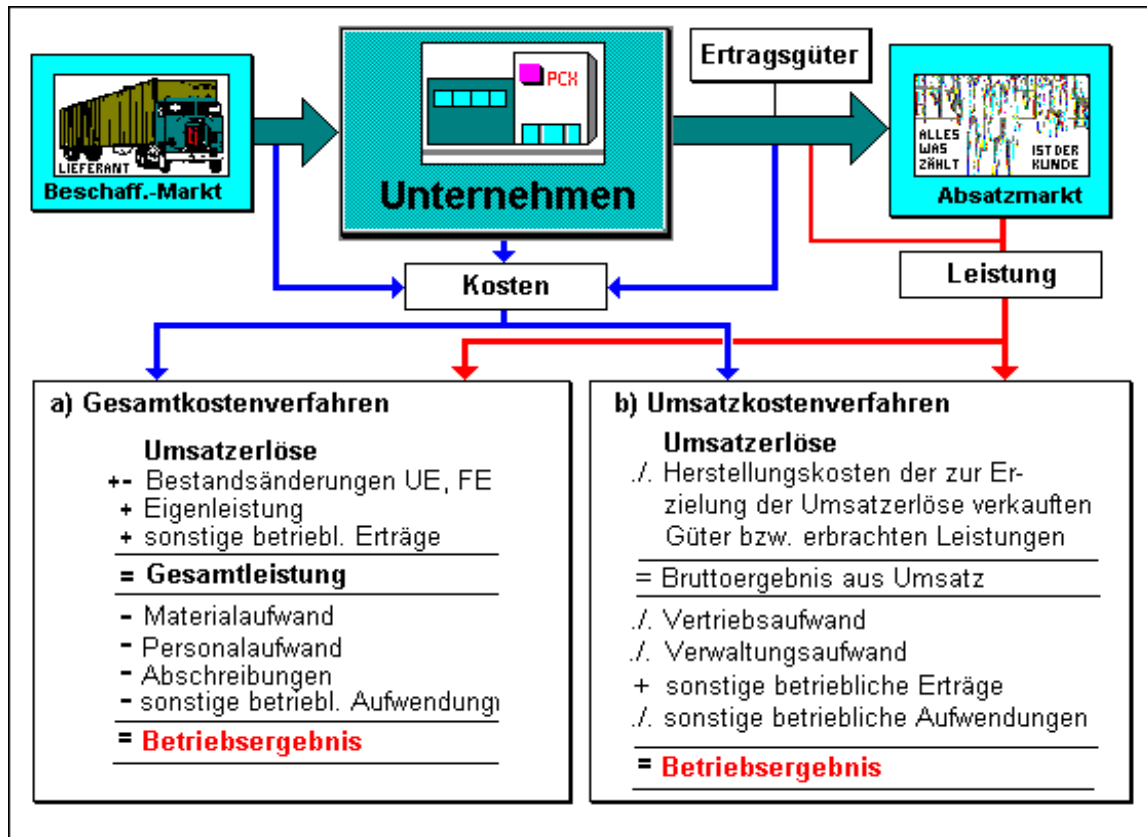 Ertragsgüter
PCX
LIEFERANT
Beschaff.-Markt
Unternehmen
ALLES
WAS
ZÄHLT
IST DER
KUNDE
Absatzmarkt
Kosten
Leistung
a) Gesamtkostenverfahren
Umsatzerlöse
+- Bestandsänderungen UE, FE
+ Eigenleistung
+ sonstige betriebl. Erträge
= Gesamtleistung
- Materialaufwand
- Personalaufwand
- Abschreibungen
- sonstige betriebl. Aufwendung
= Betriebsergebnis
b) Umsatzkostenverfahren
Umsatzerlöse
./. Herstellungskosten der zur Er-
zielung der Umsatzerlöse verkauften
Güter bzw. erbrachten Leistungen
= Bruttoergebnis aus Umsatz
./. Vertriebsaufwand
./. Verwaltungsaufwand
+ sonstige betriebliche Erträge
./. sonstige betriebliche Aufwendungen
= Betriebsergebnis